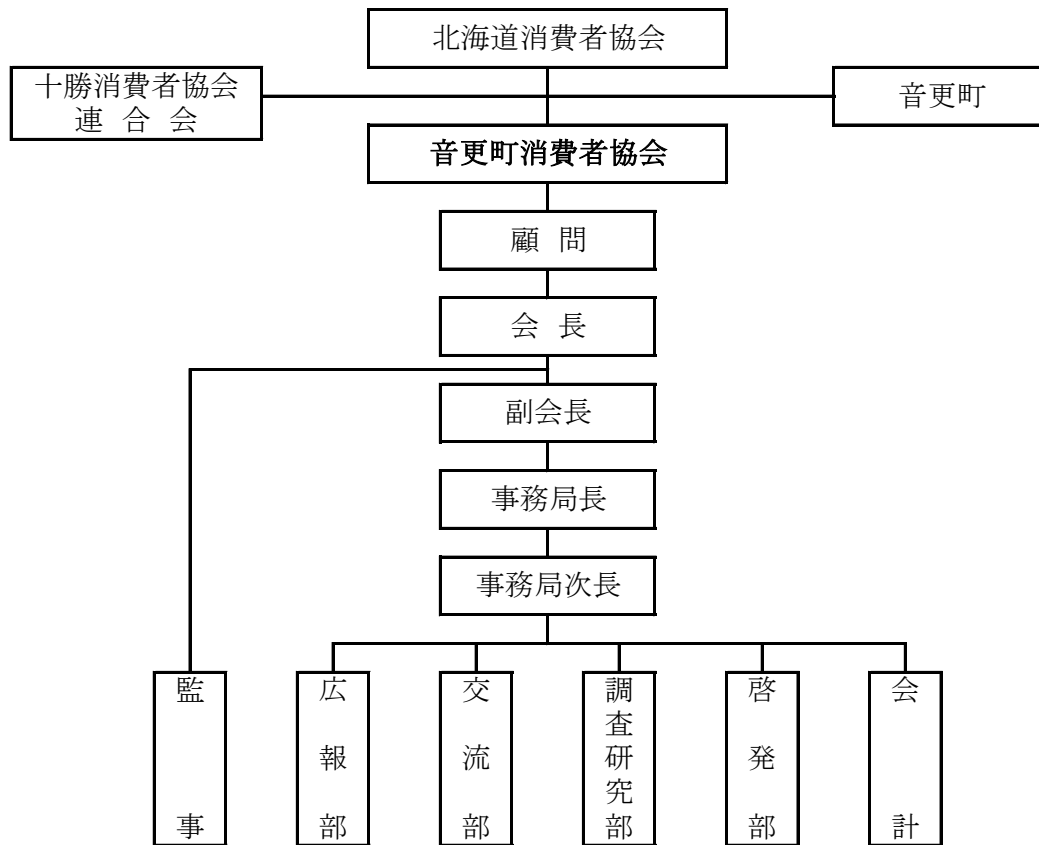 北海道消費者協会
十勝消費者協会
連合会
音更町
音更町消費者協会
顧問
会長
副会長
事務局長
事務局次長
監事
広報部
交流部
調査研究部
啓発部
会計